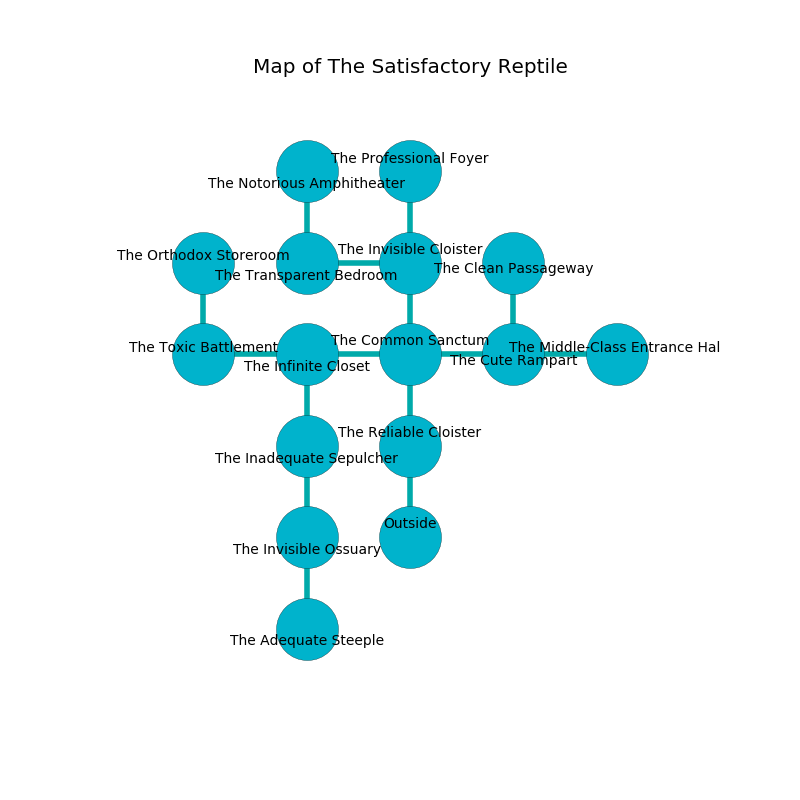 Map of The Satisfactory Reptile
The Professional Foyer
The Notorious Amphitheater
The Invisible Cloister
The Orthodox Storeroom
The Clean Passageway
The Transparent Bedroom
The Common Sanctum
The Toxic Battlement
The Middle-Class Entrance Hal
The Cute Rampart
The Infinite Closet
The Reliable Cloister
The Inadequate Sepulcher
Outside
The Invisible Ossuary
The Adequate Steeple